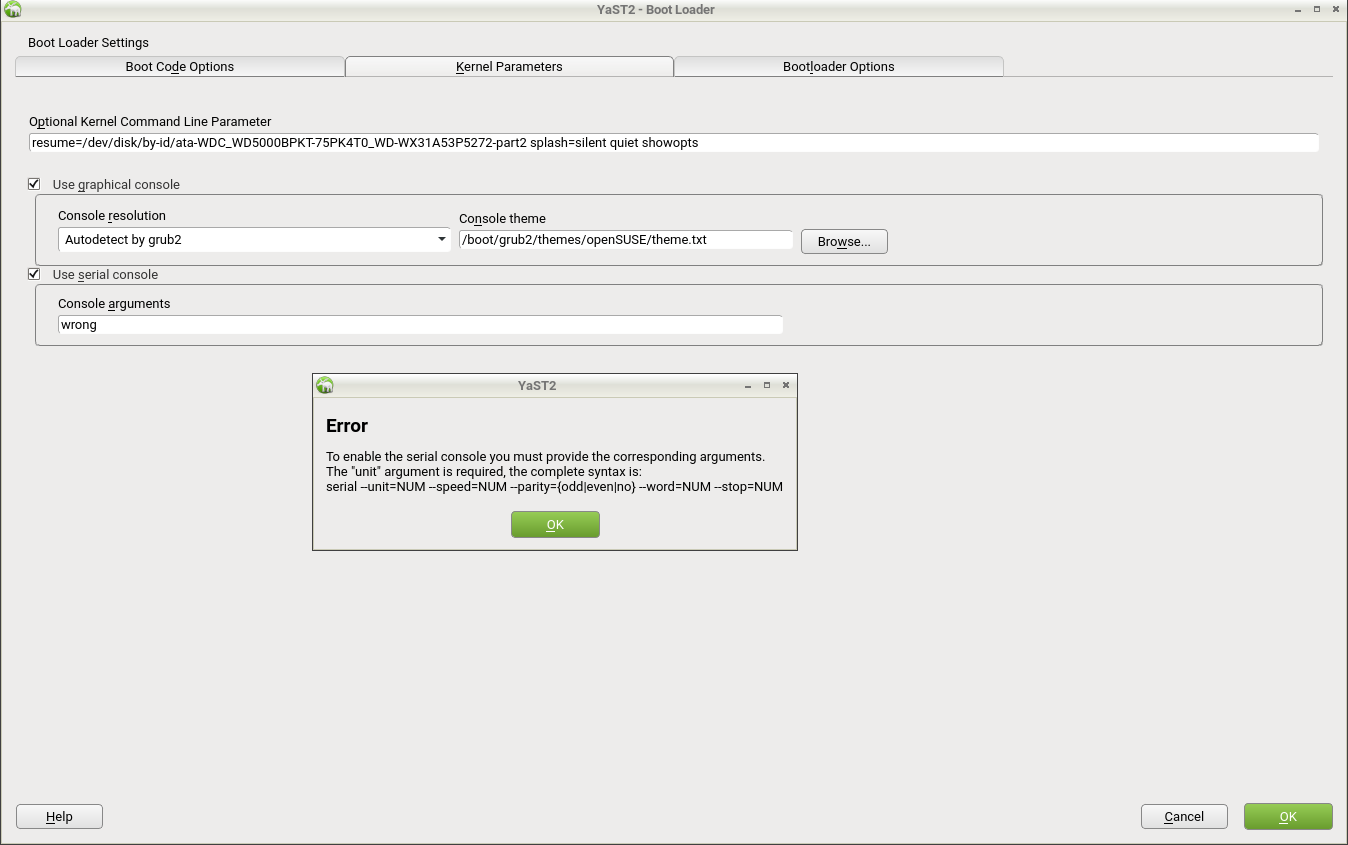 YaST2 - Boot Loader
Boot Loader Settings
Boot Code Options
Kernel Parameters
Bootloader Options
Optional Kernel Command Line Parameter
resume=/dev/disk/by-id/ata-WDC_WD5000BPKT-75PK4T0_WD-WX31A53P5272-part2 splash=silent quiet showopts
Use graphical console
Console resolution
Console theme
Autodetect by grub2
/boot/grub2/themes/openSUSE/theme.txt
Browse...
Use serial console
Console arguments
wrong
YaST2
Error
To enable the serial console you must provide the corresponding arguments.
The "unit" argument is required, the complete syntax is:
serial --unit=NUM --speed=NUM --parity={odd|even|no} --word=NUM --stop=NUM
OK
Help
Cancel
OK